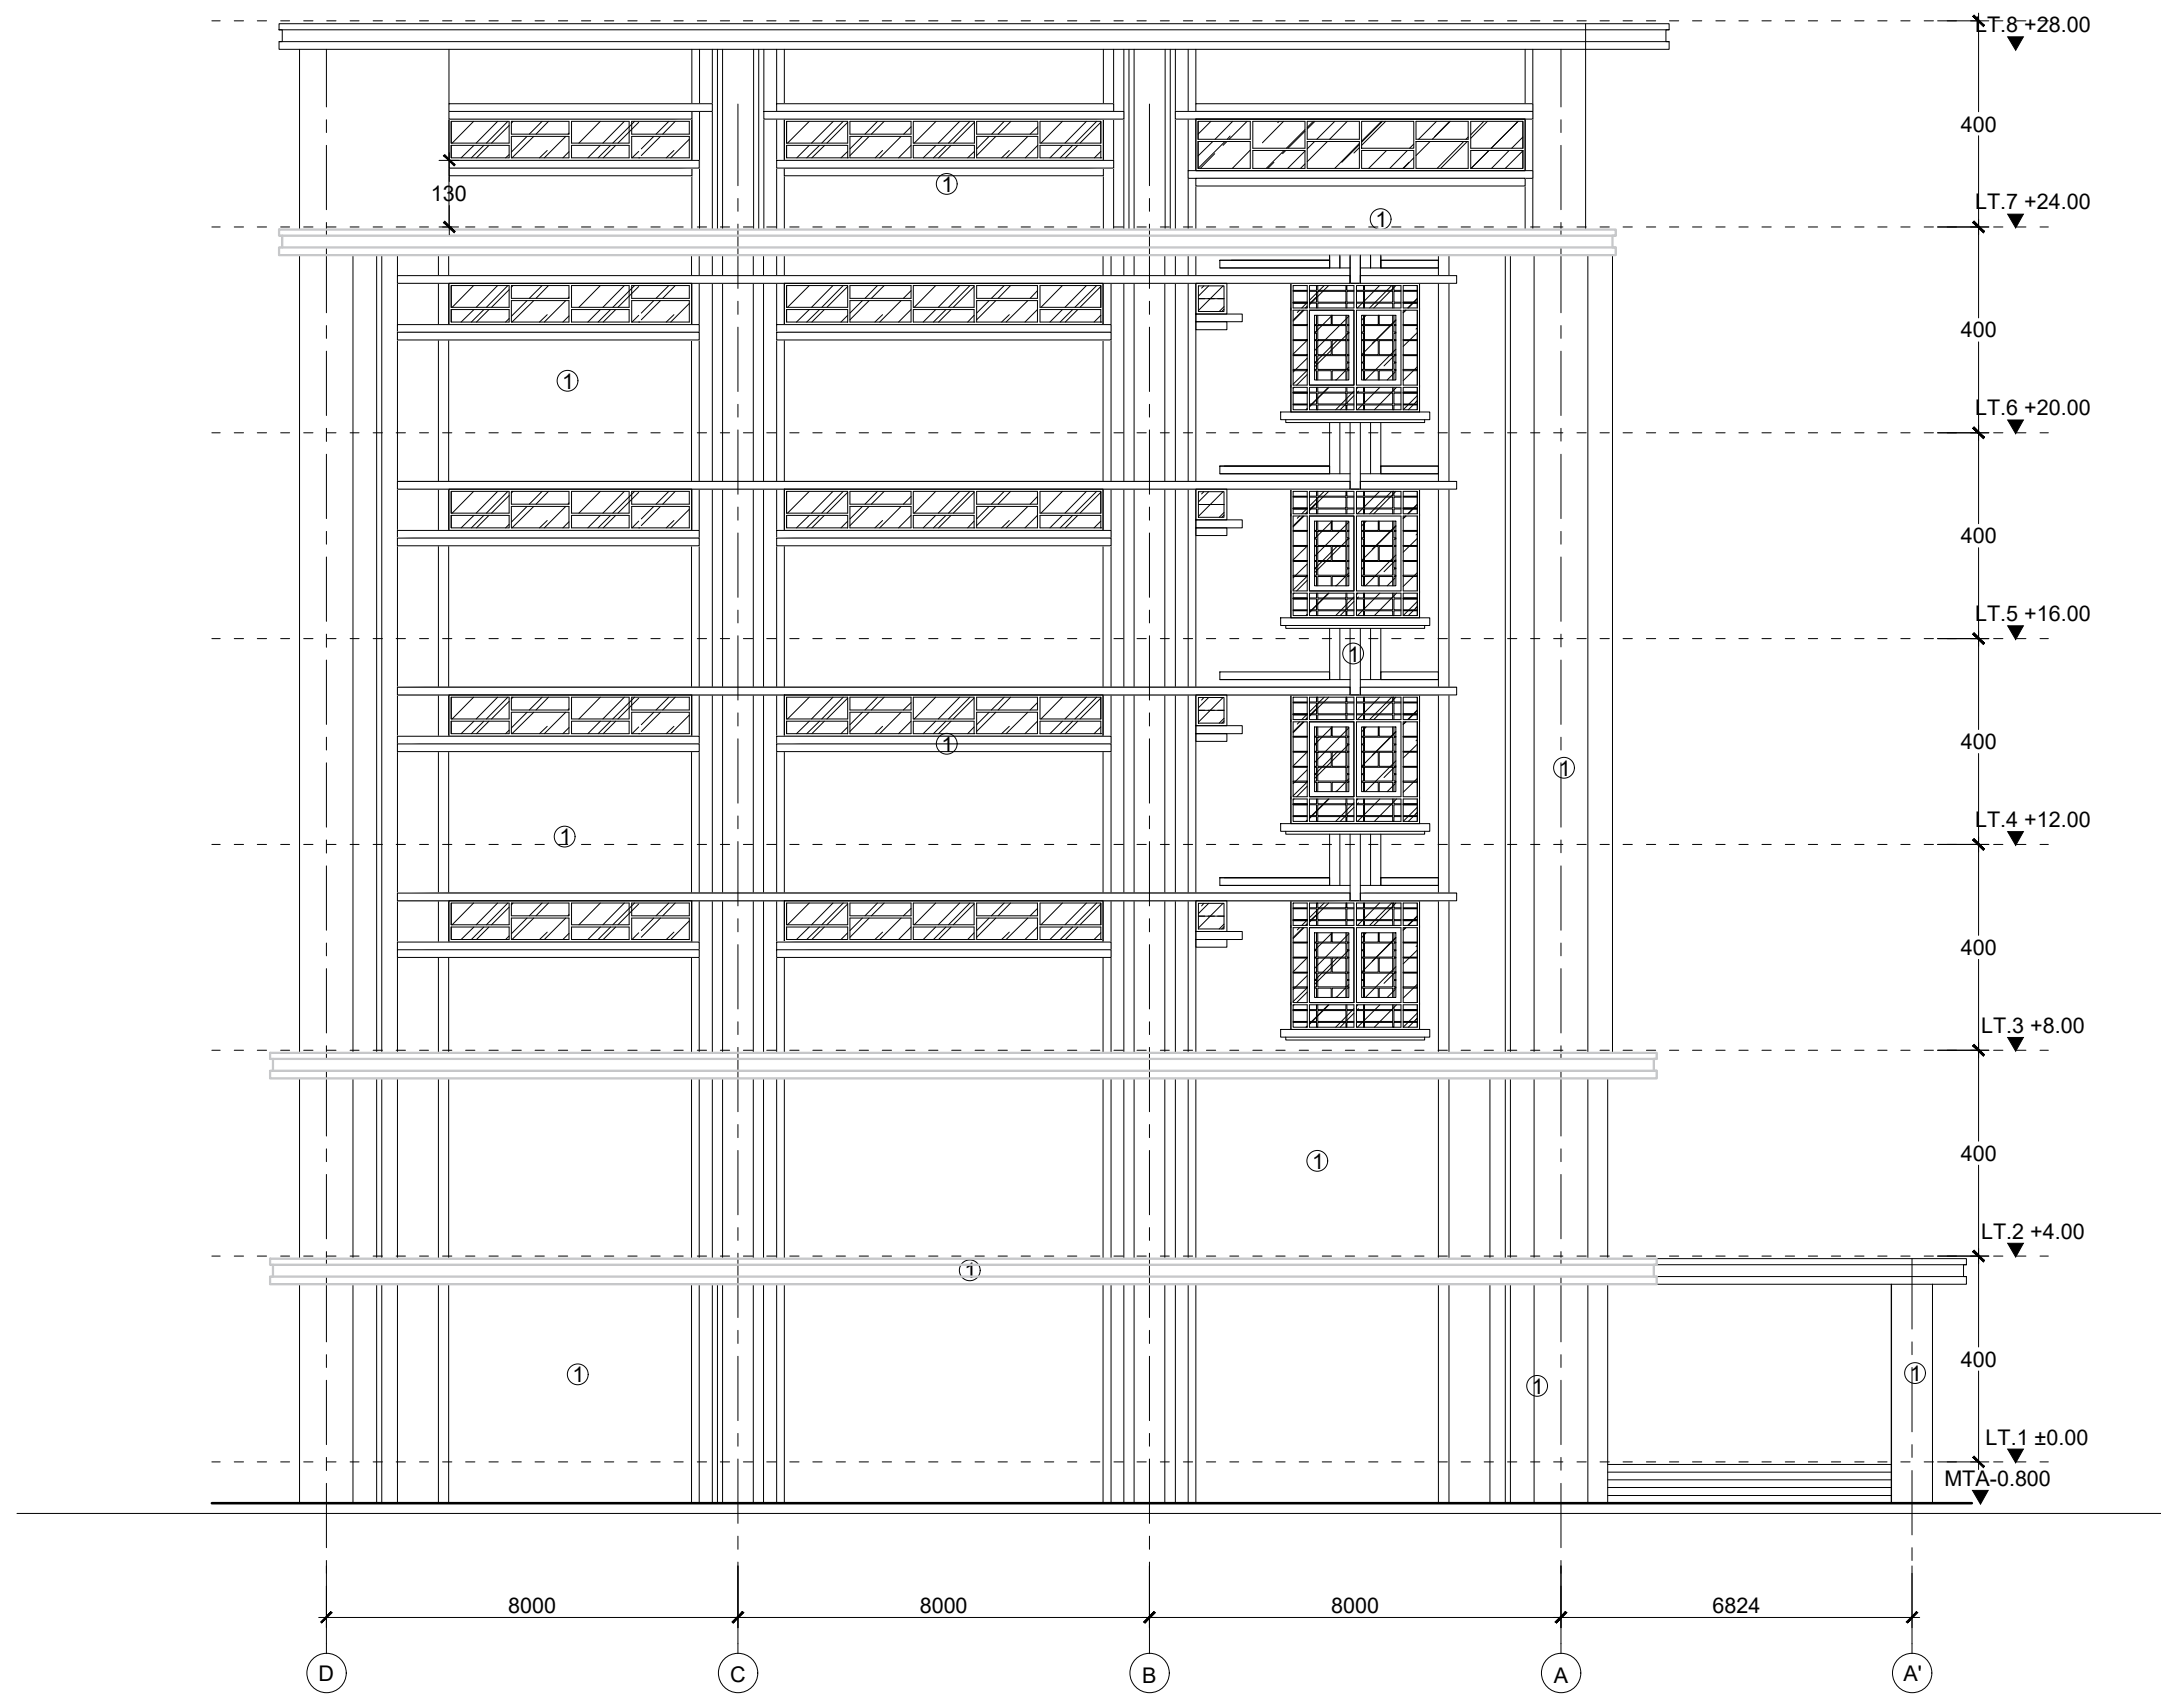 LT.8 +28.00
400
①
130
LT.7 +24.00
①
400
①
LT.6 +20.00
400
LT.5 +16.00
①
400
①
①
LT.4 +12.00
①
400
LT.3 +8.00
400
①
LT.2 +4.00
①
400
①
①
①
LT.1 ±0.00
MTA-0.800
8000 8000 8000 6824
D C B A A'